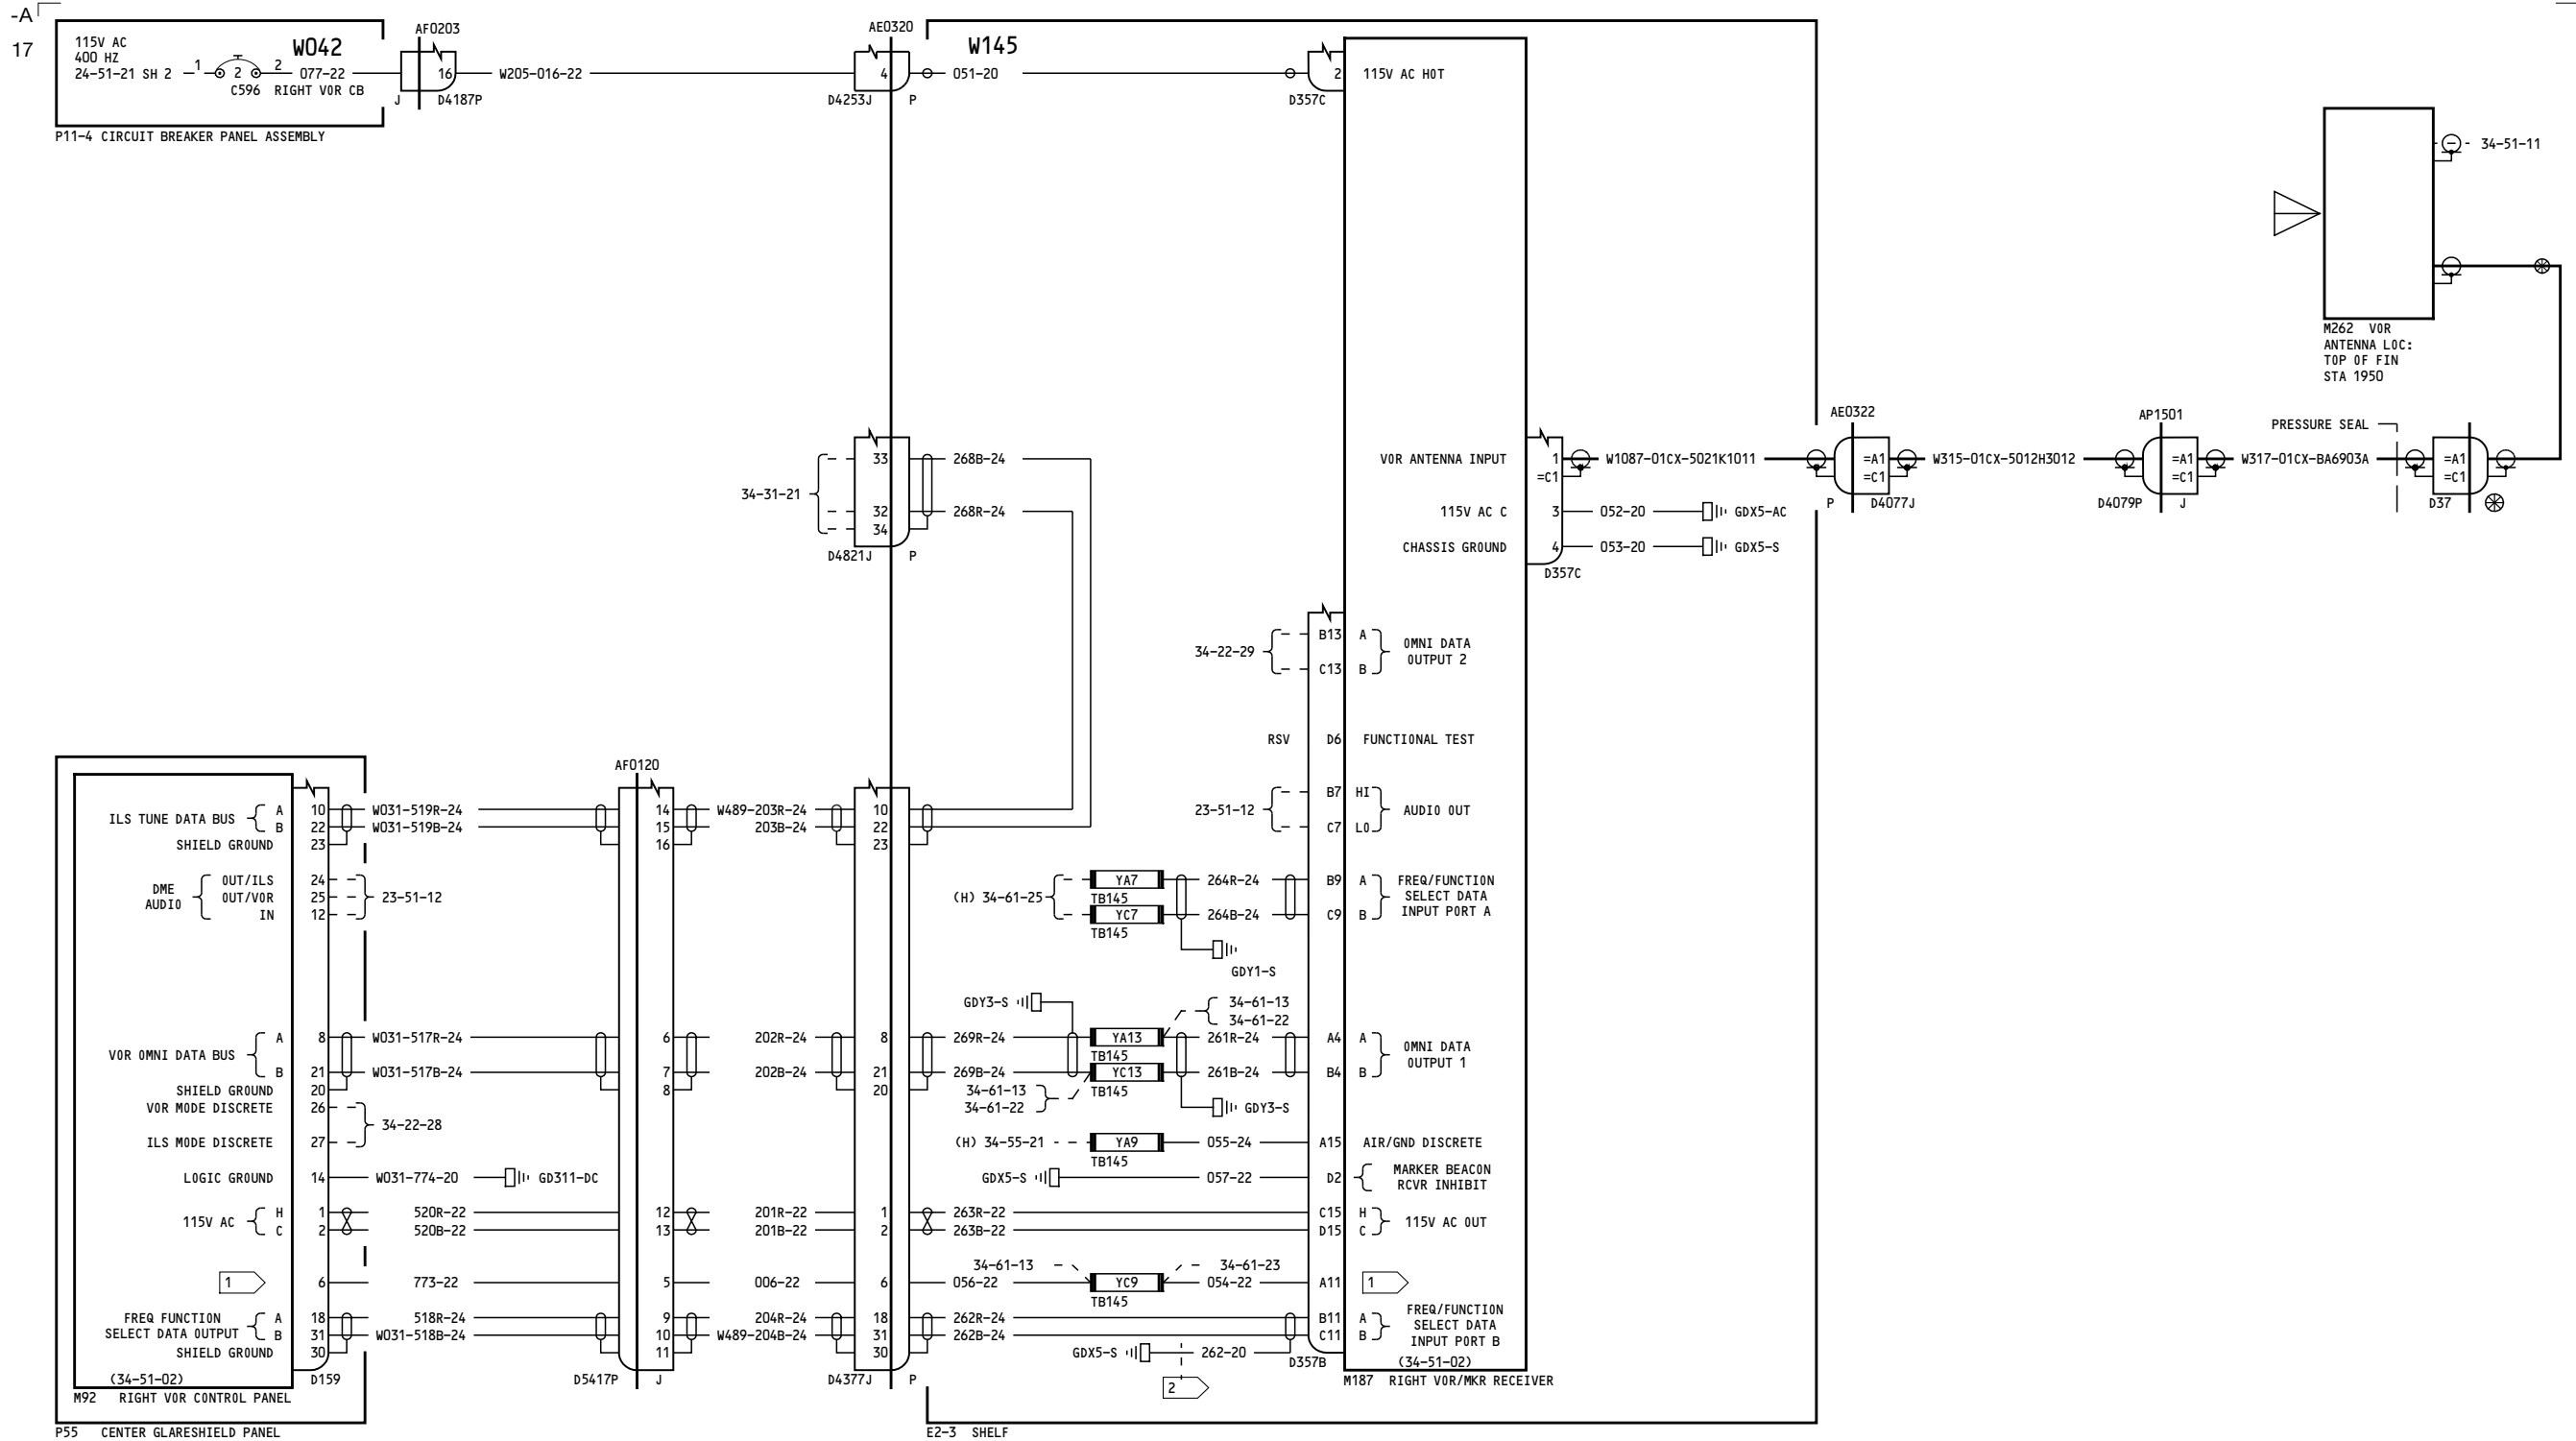 -A
17
115V AC
400 HZ
24-51-21 SH 2
1
2
2
C596
W042
077-22
RIGHT VOR CB
P11-4 CIRCUIT BREAKER PANEL ASSEMBLY
AF0203
16
J
D4187P
W205-016-22
AE0320
4
D4253J
P
W145
051-20
2
D357C
115V AC HOT
34-51-11
M262 VOR
ANTENNA LOC:
TOP OF FIN
STA 1950
34-31-21
33
32
34
D4821J
P
268B-24
268R-24
VOR ANTENNA INPUT
1
=C1
115V AC C
3
CHASSIS GROUND
4
D357C
W1087-01CX-5021K1011
052-20
GDX5-AC
053-20
GDX5-S
AE0322
=A1
=C1
P
D4077J
W315-01CX-5012H3012
AP1501
=A1
=C1
D4079P
J
W317-01CX-BA6903A
PRESSURE SEAL
=A1
=C1
D37
34-22-29
B13 A
C13 B
OMNI DATA
OUTPUT 2
RSV
D6
FUNCTIONAL TEST
23-51-12
B7 HI
C7 LO
AUDIO OUT
(H) 34-61-25
YA7
TB145
YC7
TB145
264R-24
264B-24
GDY1-S
B9 A
C9 B
FREQ/FUNCTION
SELECT DATA
INPUT PORT A
GDY3-S
34-61-13
34-61-22
269R-24
YA13
TB145
261R-24
A4 A
269B-24
YC13
TB145
261B-24
B4 B
OMNI DATA
OUTPUT 1
34-61-13
34-61-22
GDY3-S
(H) 34-55-21
YA9
TB145
055-24
A15
AIR/GND DISCRETE
GDX5-S
057-22
D2
MARKER BEACON
RCVR INHIBIT
263R-22
C15 H
263B-22
D15 C
115V AC OUT
34-61-13
34-61-23
056-22
YC9
TB145
054-22
A11
1
262R-24
B11 A
262B-24
C11 B
FREQ/FUNCTION
SELECT DATA
INPUT PORT B
GDX5-S
262-20
2
D357B
(34-51-02)
M187 RIGHT VOR/MKR RECEIVER
E2-3 SHELF
AF0120
ILS TUNE DATA BUS
A 10
B 22
SHIELD GROUND 23
W031-519R-24
W031-519B-24
14
15
16
W489-203R-24
203B-24
10
22
23
DME
AUDIO
OUT/ILS 24
OUT/VOR 25
IN 12
23-51-12
VOR OMNI DATA BUS
A 8
B 21
SHIELD GROUND 20
W031-517R-24
W031-517B-24
6
7
8
202R-24
202B-24
8
21
20
VOR MODE DISCRETE 26
ILS MODE DISCRETE 27
34-22-28
LOGIC GROUND 14
W031-774-20
GD311-DC
115V AC
H 1
C 2
520R-22
520B-22
12
13
201R-22
201B-22
1
2
1
6
773-22
5
006-22
6
FREQ FUNCTION
SELECT DATA OUTPUT
A 18
B 31
SHIELD GROUND 30
518R-24
W031-518B-24
9
10
11
204R-24
W489-204B-24
18
31
30
(34-51-02)
D159
M92 RIGHT VOR CONTROL PANEL
P55 CENTER GLARESHIELD PANEL
D5417P
J
D4377J
P